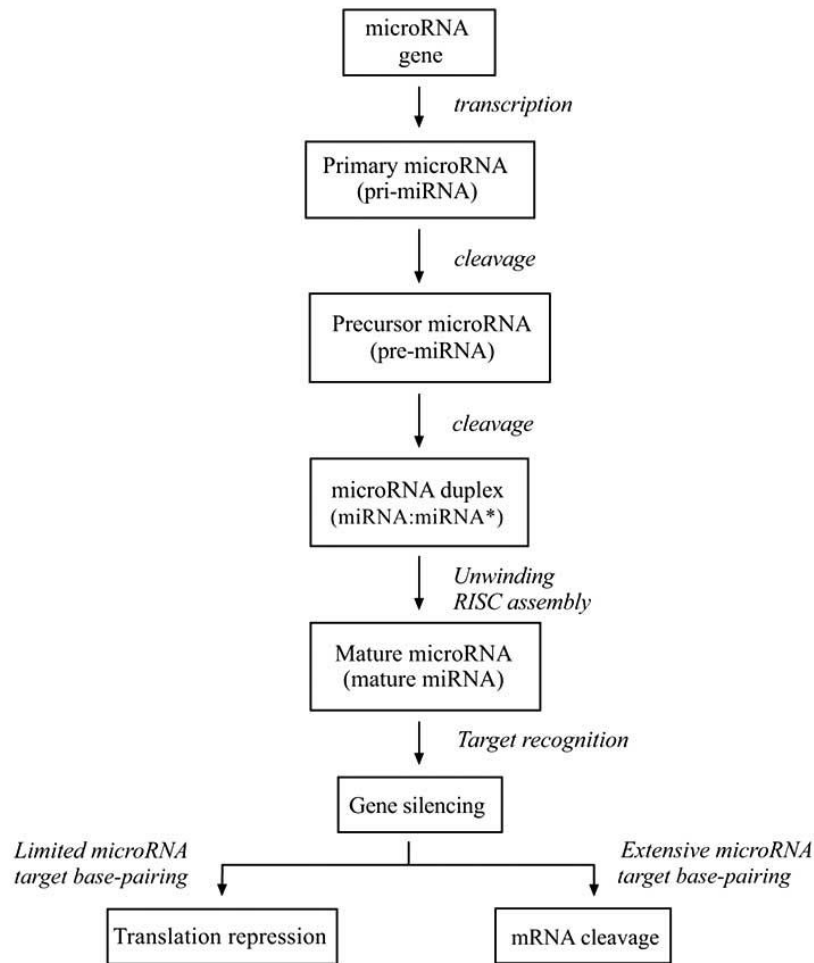 microRNA
gene
transcription
Primary microRNA
(pri-miRNA)
cleavage
Precursor microRNA
(pre-miRNA)
cleavage
microRNA duplex
(miRNA:miRNA*)
Unwinding
RISC assembly
Mature microRNA
(mature miRNA)
Target recognition
Gene silencing
Limited microRNA
target base-pairing
Extensive microRNA
target base-pairing
Translation repression
mRNA cleavage